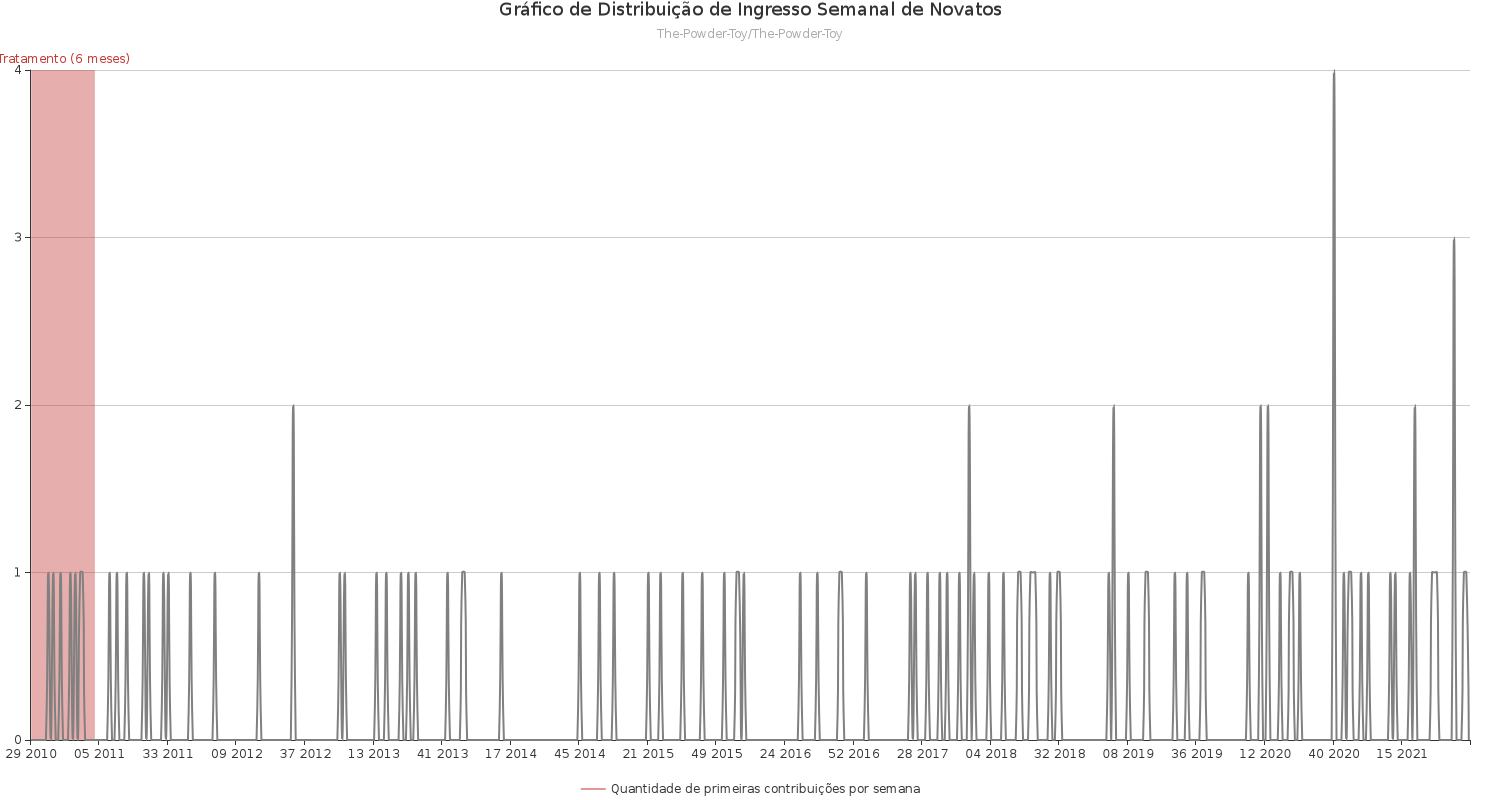 Gráfico de Distribuição de Ingresso Semanal de Novatos
The-Powder-Toy/The-Powder-Toy
Tratamento (6 meses)
4
3
2
1
0
29 2010 05 2011 33 2011 09 2012 37 2012 13 2013 41 2013 17 2014 45 2014 21 2015 49 2015 24 2016 52 2016 28 2017 04 2018 32 2018 08 2019 36 2019 12 2020 40 2020 15 2021
Quantidade de primeiras contribuições por semana